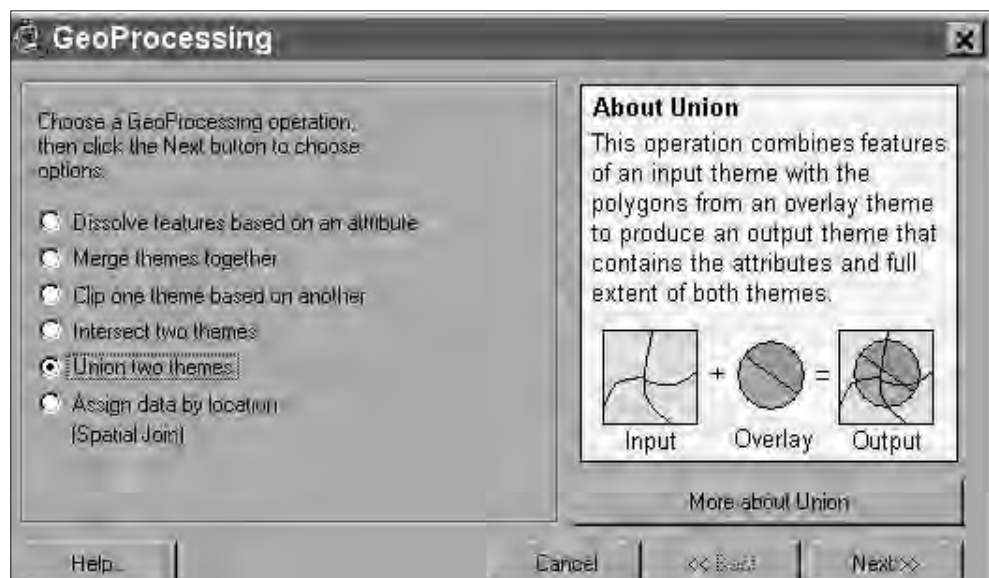 GeoProcessing
Choose a GeoProcessing operation,
then click the Next button to choose
options.
Dissolve features based on an attribute
Merge themes together
Clip one theme based on another
Intersect two themes
Union two themes
Assign data by location
(Spatial Join)
About Union
This operation combines features
of an input theme with the
polygons from an overlay theme
to produce an output theme that
contains the attributes and full
extent of both themes.
+ =
Input Overlay Output
More about Union
Help... Cancel << Back Next >>